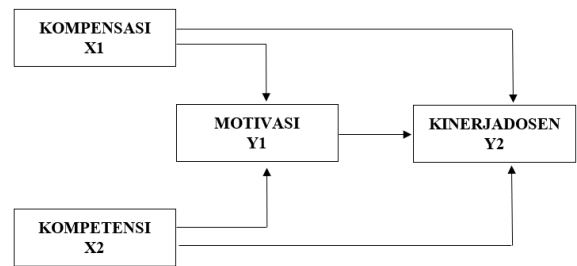 KOMPENSASI
X1
MOTIVASI
Y1
KINERJADOSEN
Y2
KOMPETENSI
X2